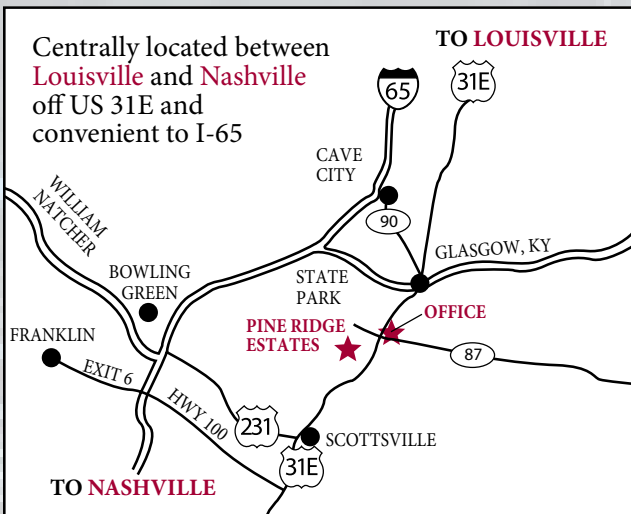 Centrally located between
Louisville and Nashville
off US 31E and
convenient to I-65
TO LOUISVILLE
65
31E
CAVE
CITY
90
WILLIAM
NATCHER
GLASGOW, KY
BOWLING
GREEN
STATE
PARK
OFFICE
PINE RIDGE
ESTATES
FRANKLIN
87
EXIT 6
HWY 100
231
SCOTTSVILLE
31E
TO NASHVILLE